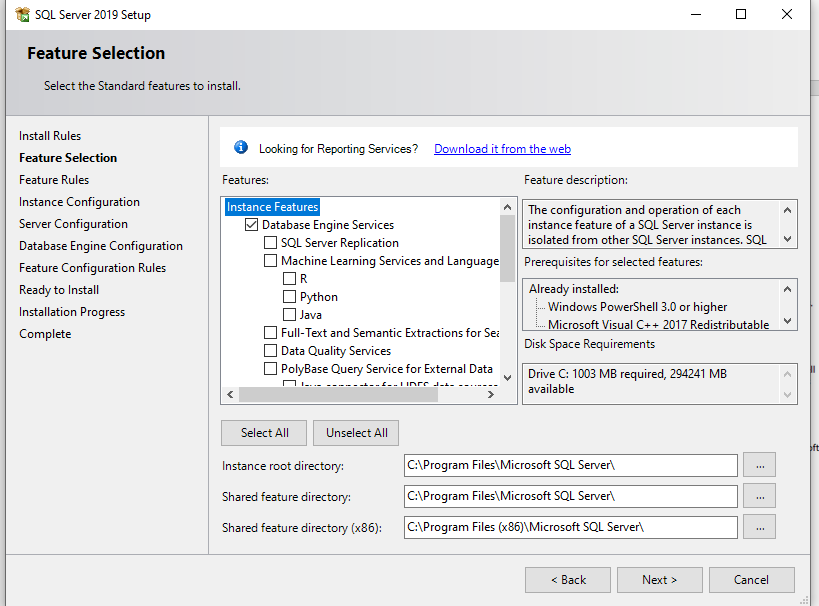 SQL Server 2019 Setup
Feature Selection
Select the Standard features to install.
Install Rules
Feature Selection
Feature Rules
Instance Configuration
Server Configuration
Database Engine Configuration
Feature Configuration Rules
Ready to Install
Installation Progress
Complete
Looking for Reporting Services? Download it from the web
Features:
Instance Features
Database Engine Services
SQL Server Replication
Machine Learning Services and Language
R
Python
Java
Full-Text and Semantic Extractions for Sea
Data Quality Services
PolyBase Query Service for External Data
Java connector for HDFS data sources
Feature description:
The configuration and operation of each
instance feature of a SQL Server instance is
isolated from other SQL Server instances. SQL
Prerequisites for selected features:
Already installed:
Windows PowerShell 3.0 or higher
Microsoft Visual C++ 2017 Redistributable
Disk Space Requirements
Drive C: 1003 MB required, 294241 MB
available
Select All
Unselect All
Instance root directory:
C:\Program Files\Microsoft SQL Server\
...
Shared feature directory:
C:\Program Files\Microsoft SQL Server\
...
Shared feature directory (x86):
C:\Program Files (x86)\Microsoft SQL Server\
...
< Back
Next >
Cancel